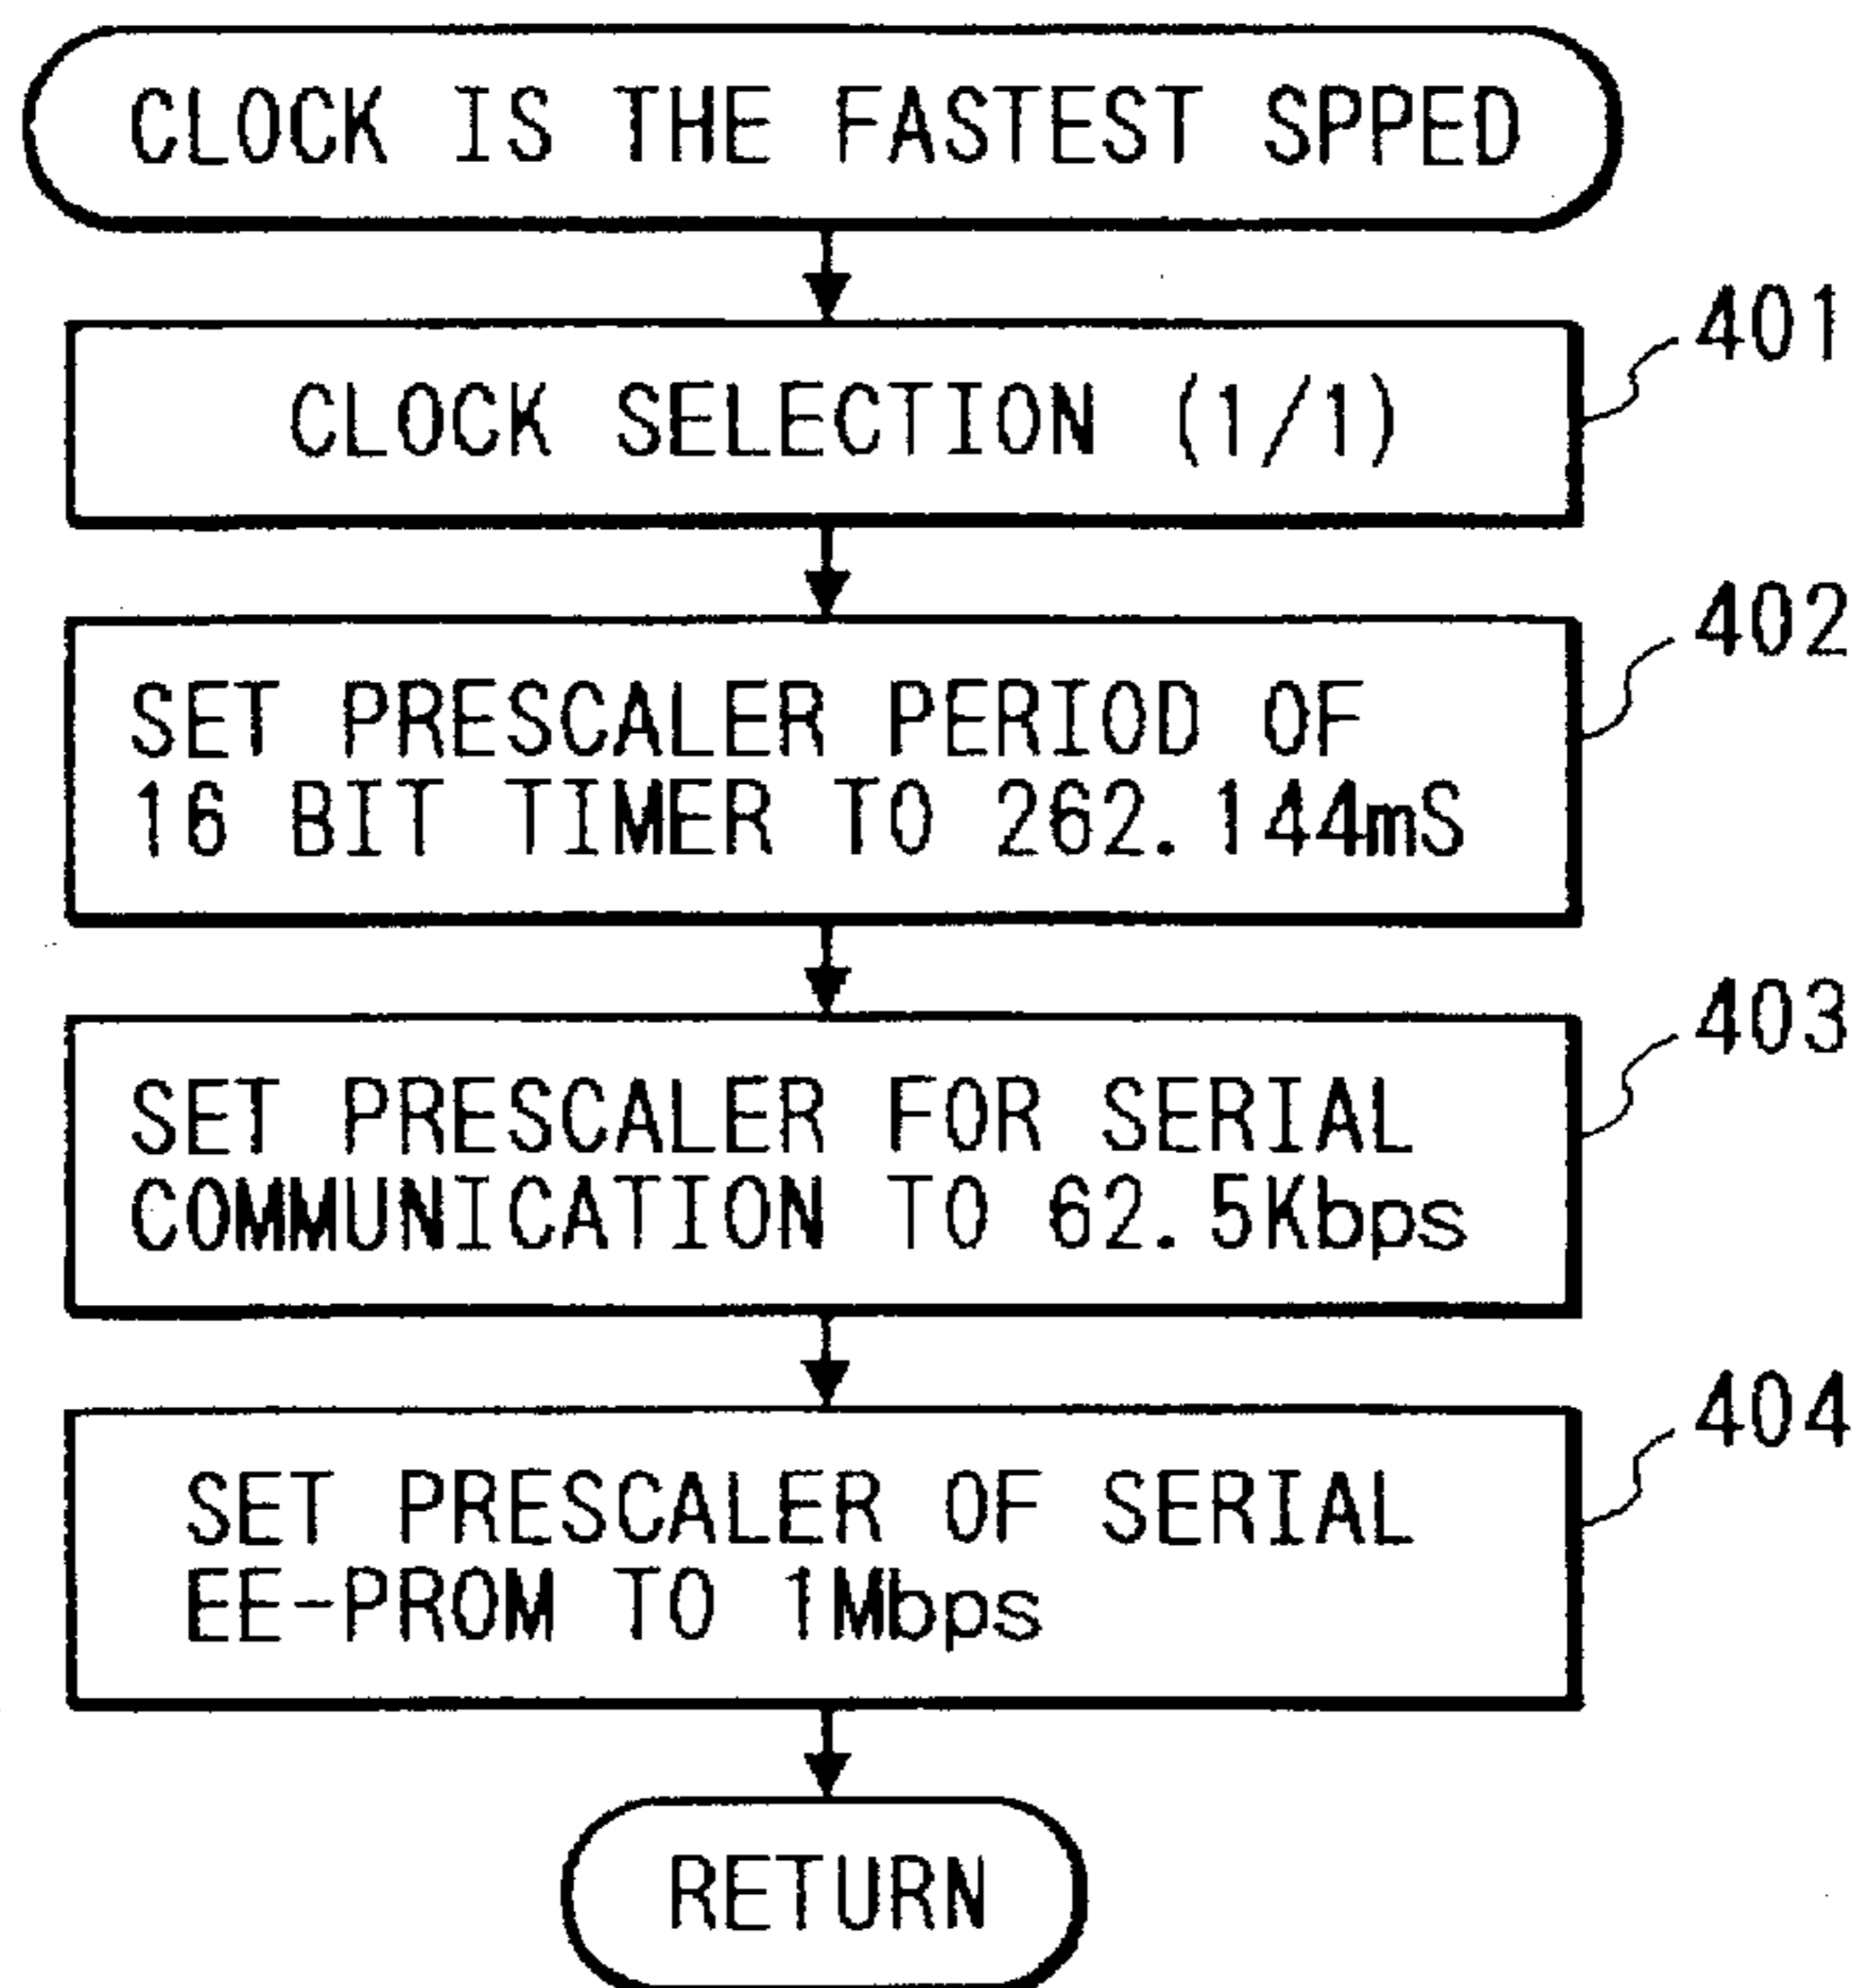 CLOCK IS THE FASTEST SPPED
401
CLOCK SELECTION (1/1)
402
SET PRESCALER PERIOD OF
16 BIT TIMER TO 262.144mS
403
SET PRESCALER FOR SERIAL
COMMUNICATION TO 62.5Kbps
404
SET PRESCALER OF SERIAL
EE-PROM TO 1Mbps
RETURN